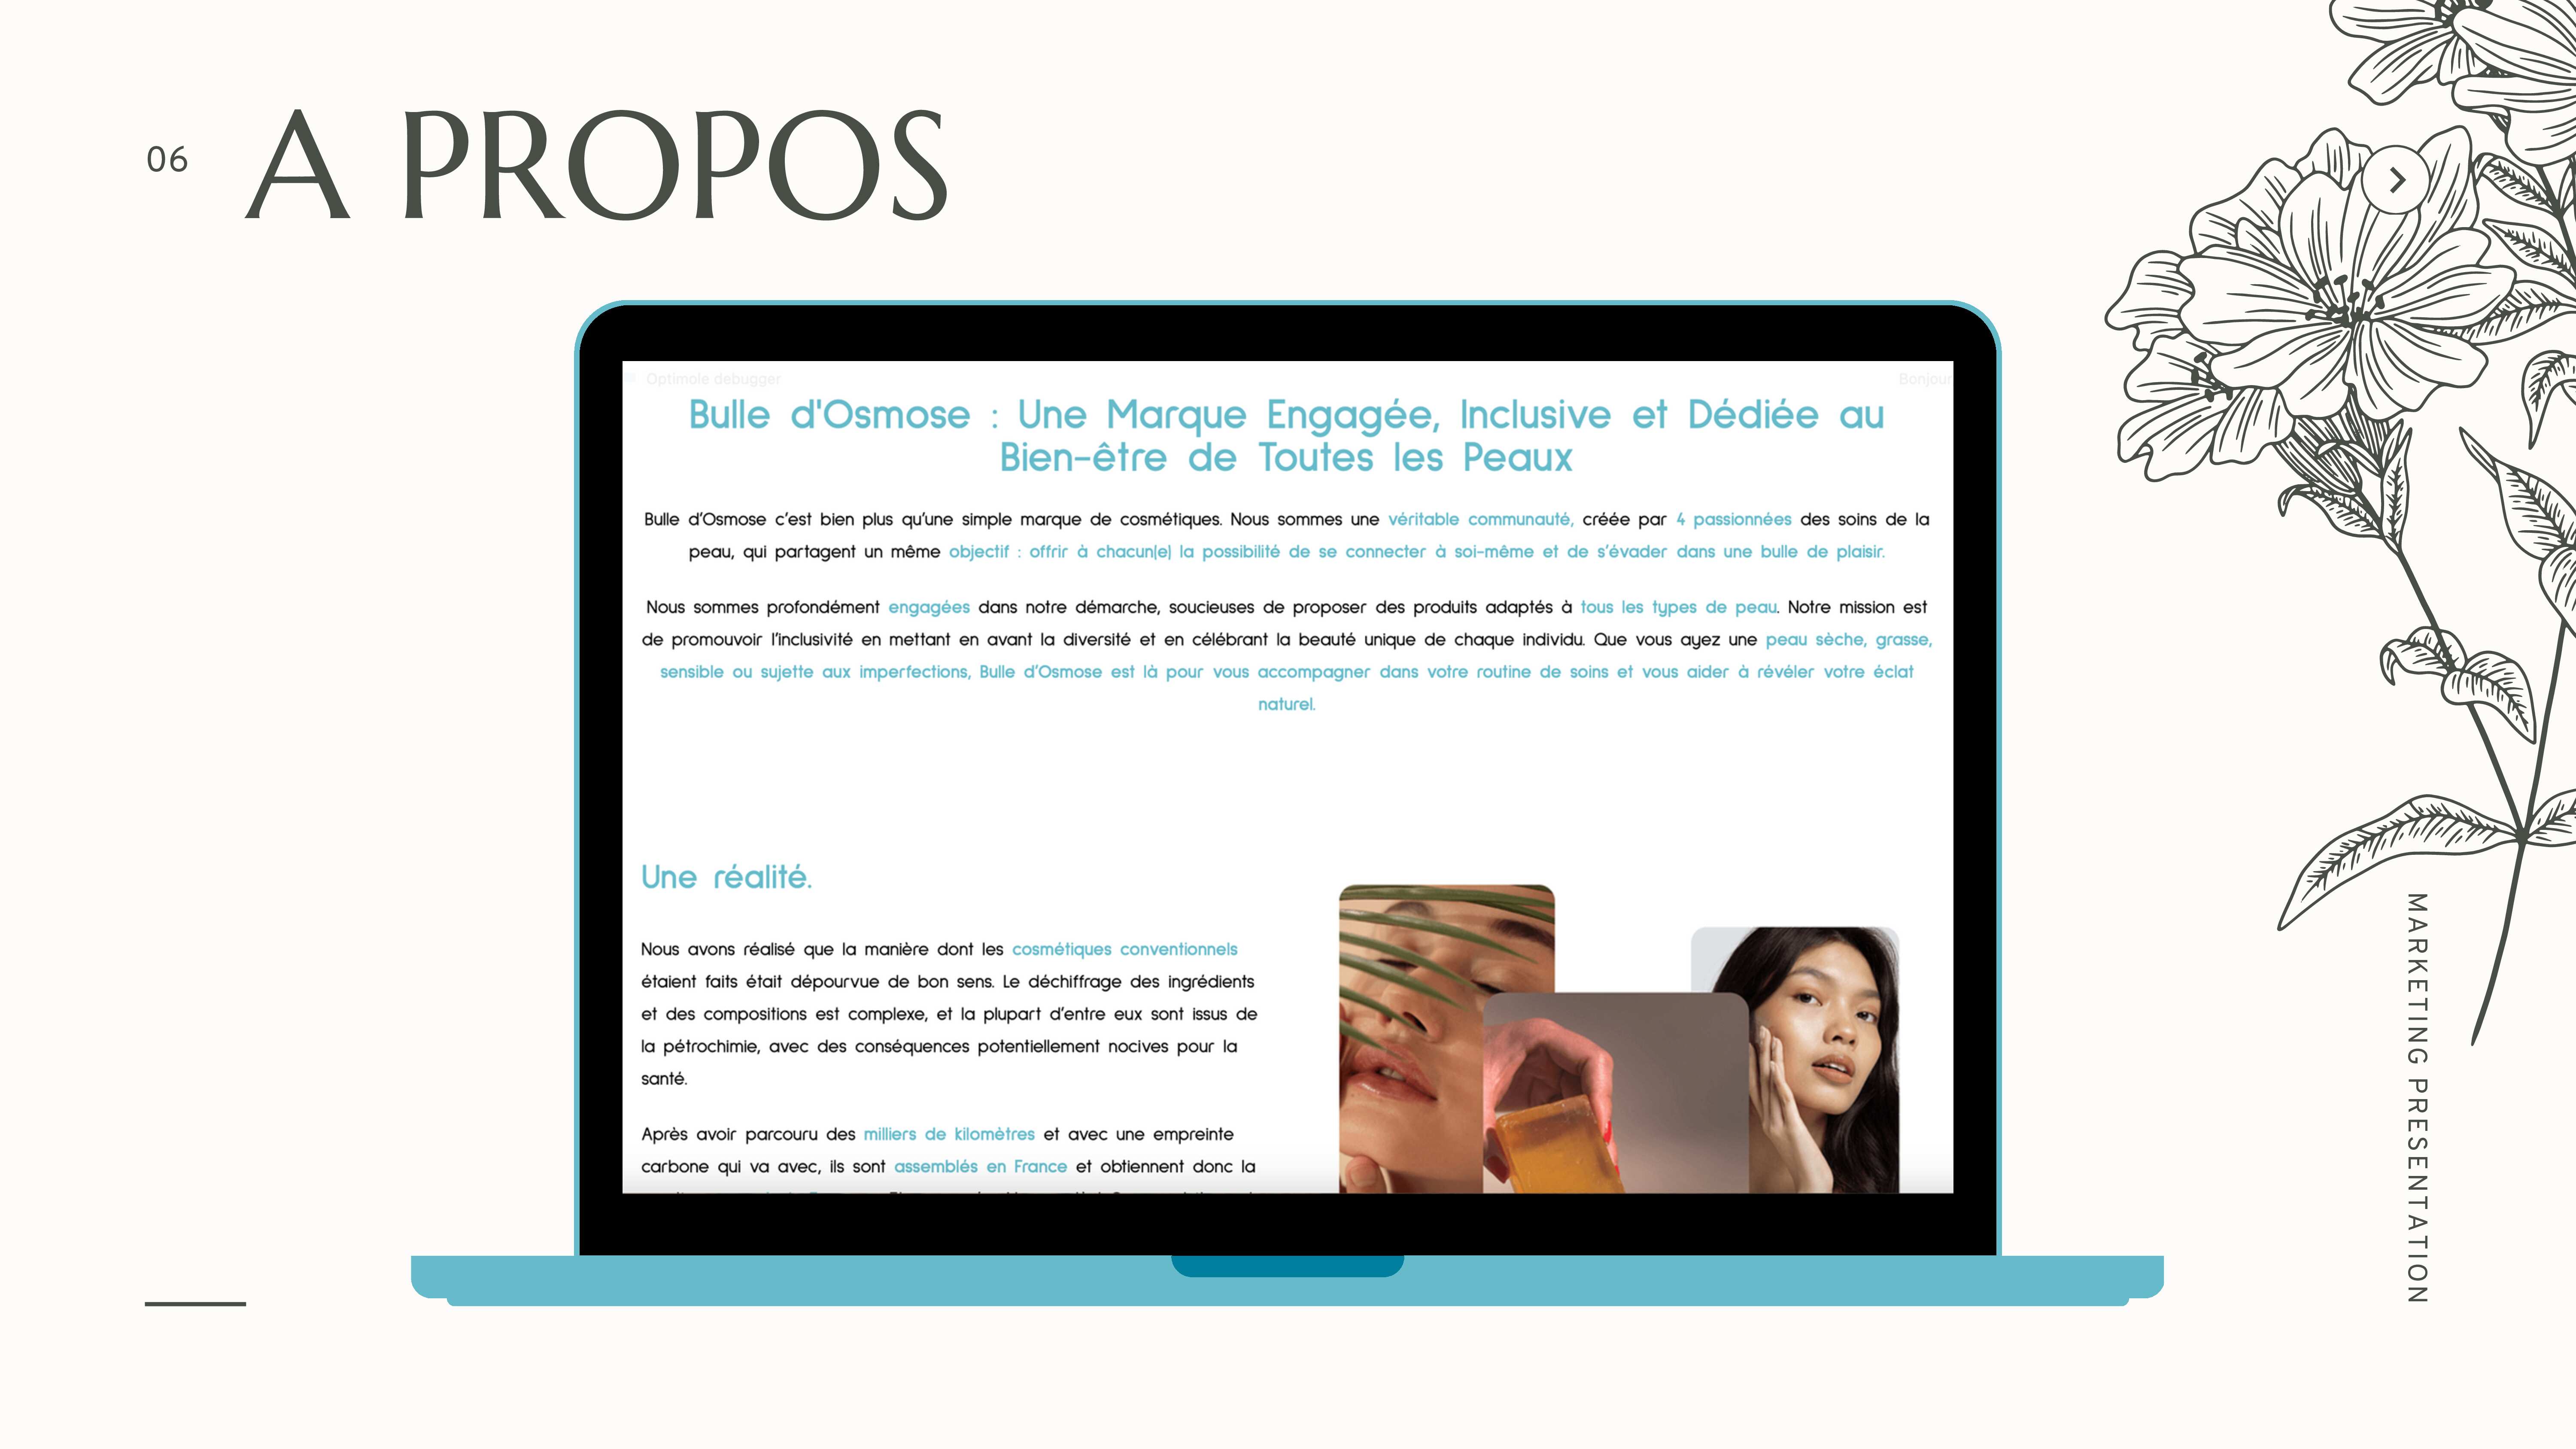 06
A PROPOS
Optimole debugger
Bonjour
Bulle d'Osmose : Une Marque Engagée, Inclusive et Dédiée au
Bien-être de Toutes les Peaux
Bulle d'Osmose c'est bien plus qu'une simple marque de cosmétiques. Nous sommes une véritable communauté, créée par 4 passionnées des soins de la
peau, qui partagent un même objectif : offrir à chacun(e) la possibilité de se connecter à soi-même et de s'évader dans une bulle de plaisir.
Nous sommes profondément engagées dans notre démarche, soucieuses de proposer des produits adaptés à tous les types de peau. Notre mission est
de promouvoir l'inclusivité en mettant en avant la diversité et en célébrant la beauté unique de chaque individu. Que vous ayez une peau sèche, grasse,
sensible ou sujette aux imperfections, Bulle d'Osmose est là pour vous accompagner dans votre routine de soins et vous aider à révéler votre éclat
naturel.
Une réalité.
Nous avons réalisé que la manière dont les cosmétiques conventionnels
étaient faits était dépourvue de bon sens. Le déchiffrage des ingrédients
et des compositions est complexe, et la plupart d'entre eux sont issus de
la pétrochimie, avec des conséquences potentiellement nocives pour la
santé.
Après avoir parcouru des milliers de kilomètres et avec une empreinte
carbone qui va avec, ils sont assemblés en France et obtiennent donc la
MARKETING PRESENTATION